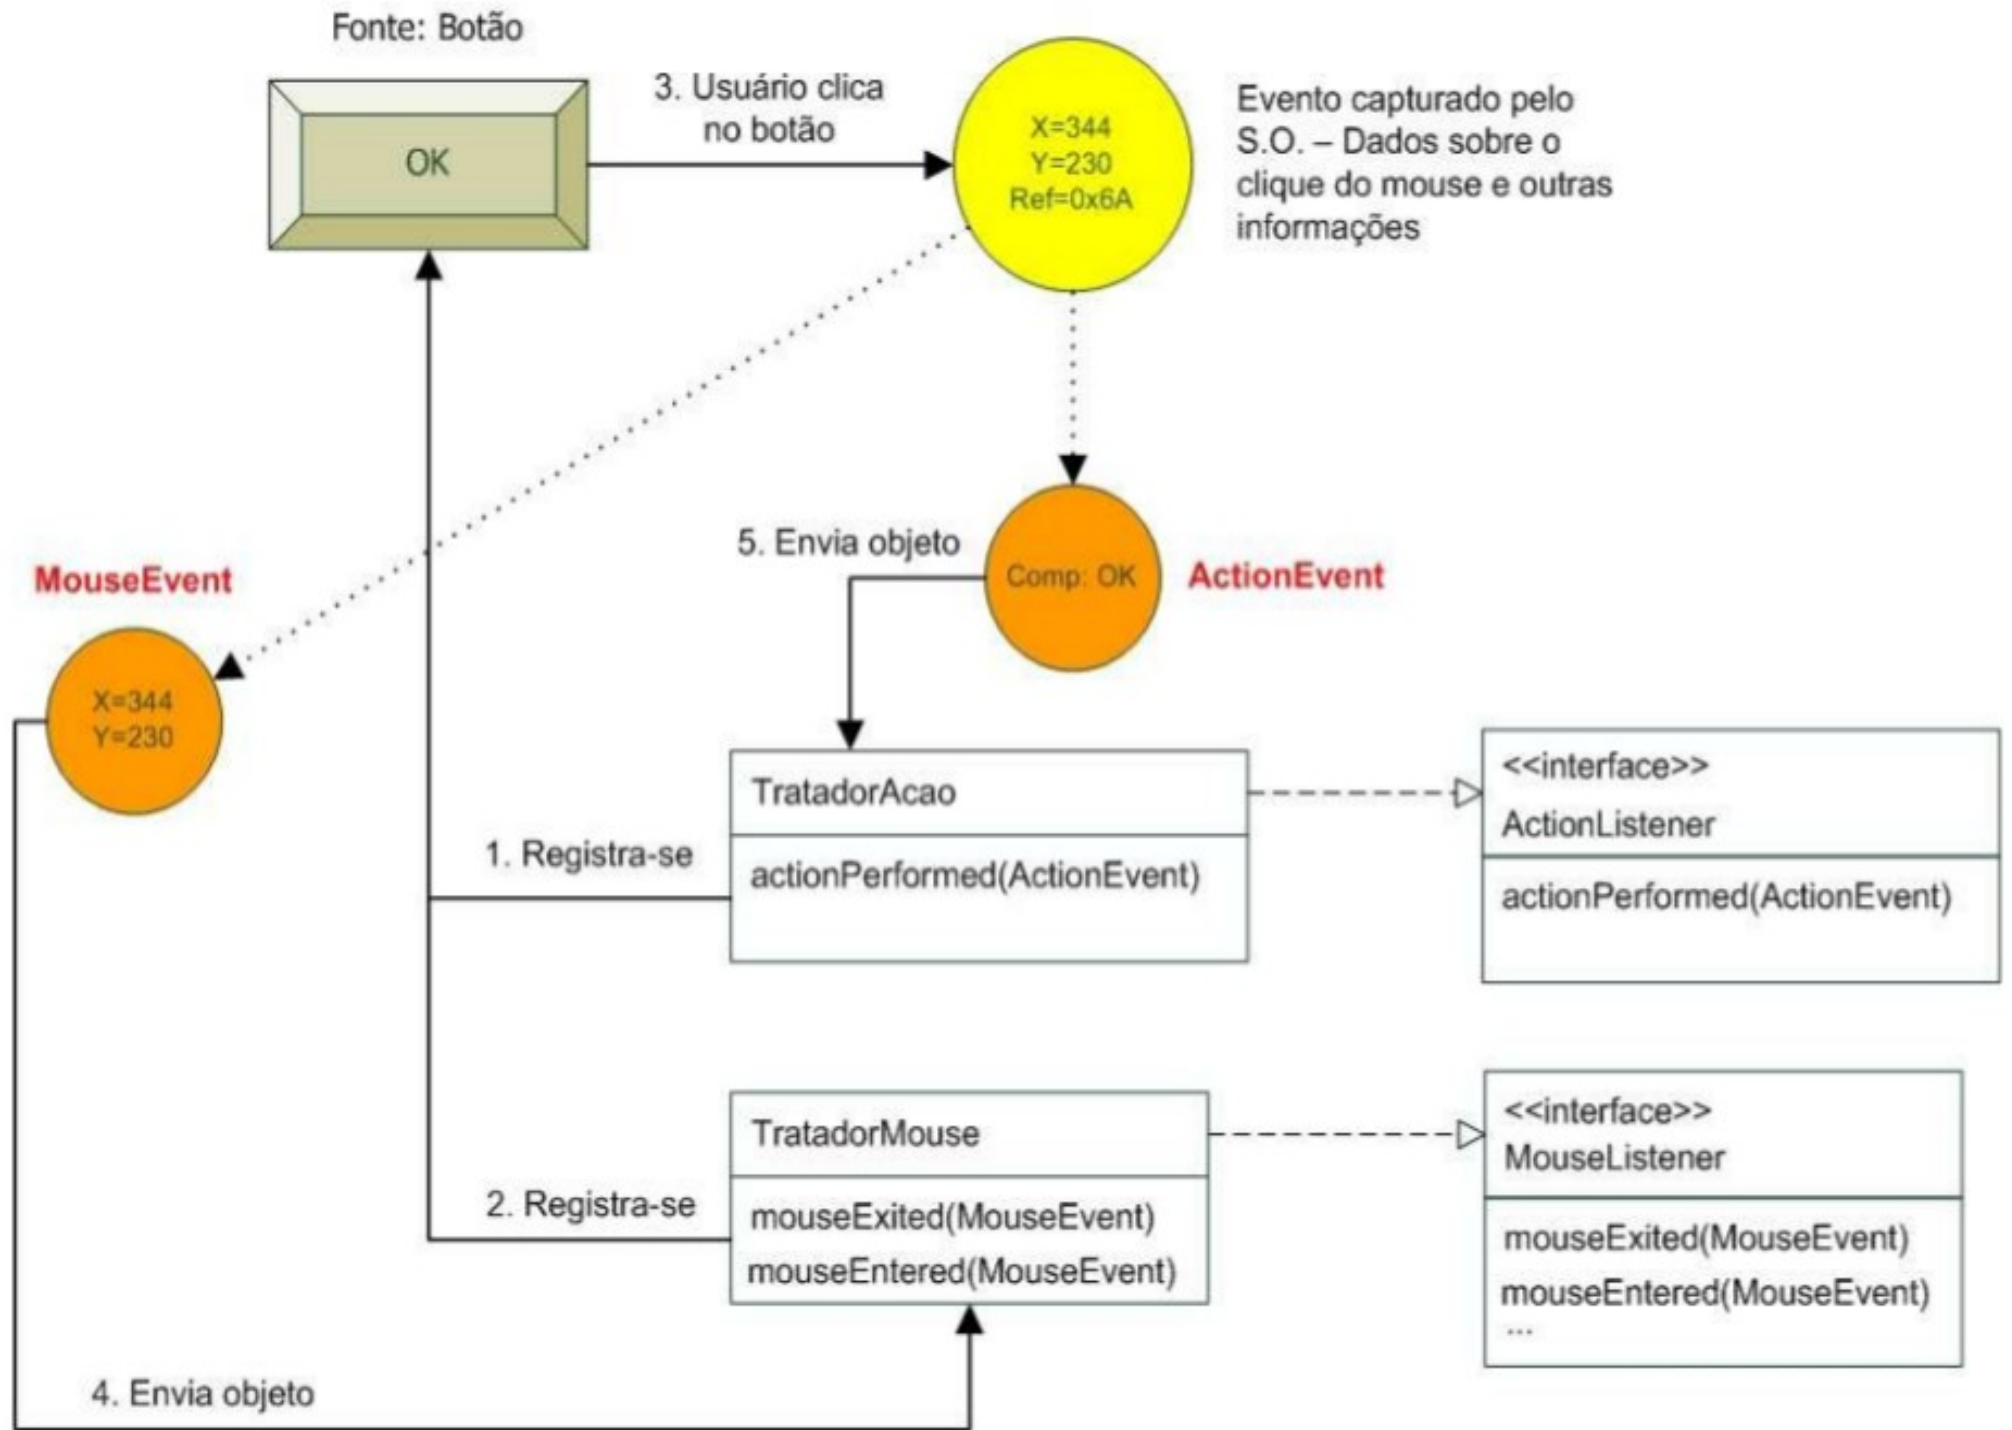 Fonte: Botão
OK
3. Usuário clica
no botão
X=344
Y=230
Ref=0x6A
Evento capturado pelo
S.O. – Dados sobre o
clique do mouse e outras
informações
MouseEvent
X=344
Y=230
5. Envia objeto
Comp: OK
ActionEvent
TratadorAcao
actionPerformed(ActionEvent)
<<interface>>
ActionListener
actionPerformed(ActionEvent)
1. Registra-se
2. Registra-se
TratadorMouse
mouseExited(MouseEvent)
mouseEntered(MouseEvent)
<<interface>>
MouseListener
mouseExited(MouseEvent)
mouseEntered(MouseEvent)
...
4. Envia objeto